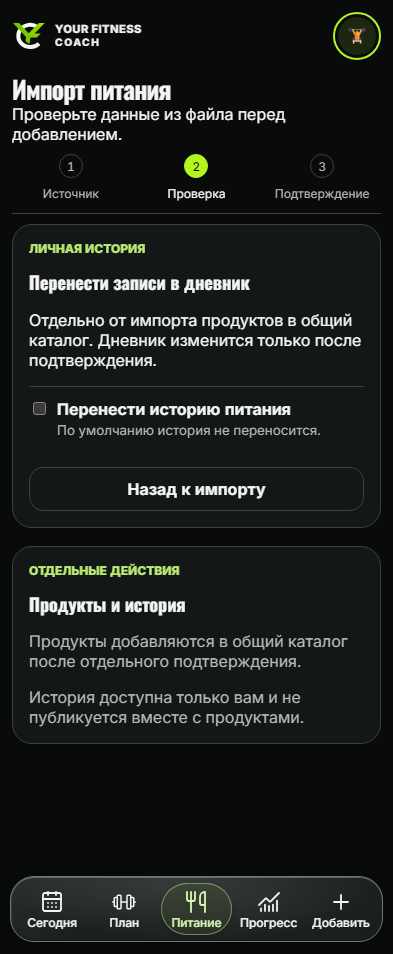 YOUR FITNESS
COACH
Импорт питания
Проверьте данные из файла перед
добавлением.
1
2
3
Источник
Проверка
Подтверждение
ЛИЧНАЯ ИСТОРИЯ
Перенести записи в дневник
Отдельно от импорта продуктов в общий
каталог. Дневник изменится только после
подтверждения.
Перенести историю питания
По умолчанию история не переносится.
Назад к импорту
ОТДЕЛЬНЫЕ ДЕЙСТВИЯ
Продукты и история
Продукты добавляются в общий каталог
после отдельного подтверждения.
История доступна только вам и не
публикуется вместе с продуктами.
Сегодня
План
Питание
Прогресс
Добавить